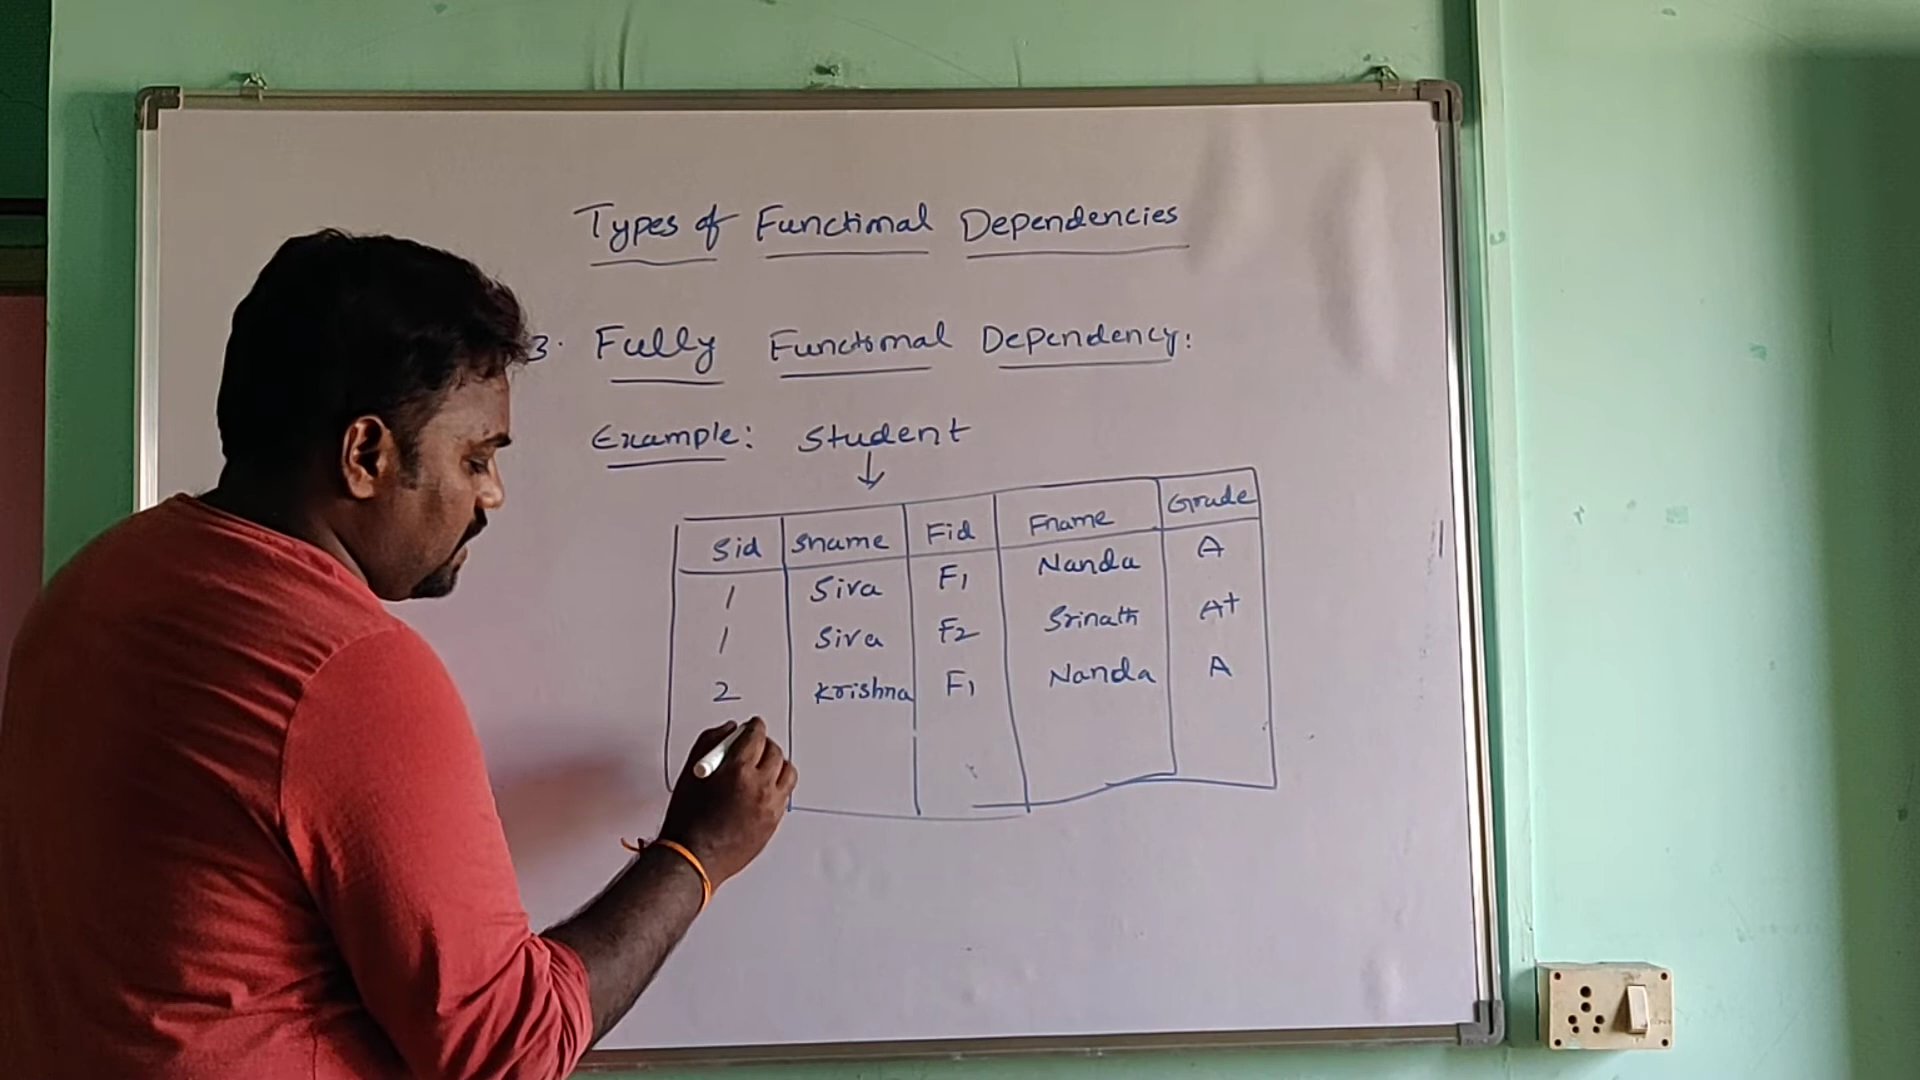 Types of Functional Dependencies
3. Fully Functional Dependency:
Example: Student
Sid Sname Fid Fname Grade
1 Siva F1 Nanda A
1 Siva F2 Srinath A+
2 Krishna F1 Nanda A